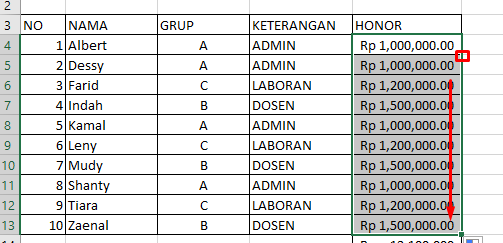 2
3 NO NAMA GRUP KETERANGAN HONOR
4 1 Albert A ADMIN Rp 1,000,000.00
5 2 Dessy A ADMIN Rp 1,000,000.00
6 3 Farid C LABORAN Rp 1,200,000.00
7 4 Indah B DOSEN Rp 1,500,000.00
8 5 Kamal A ADMIN Rp 1,000,000.00
9 6 Leny C LABORAN Rp 1,200,000.00
10 7 Mudy B DOSEN Rp 1,500,000.00
11 8 Shanty A ADMIN Rp 1,000,000.00
12 9 Tiara C LABORAN Rp 1,200,000.00
13 10 Zaenal B DOSEN Rp 1,500,000.00